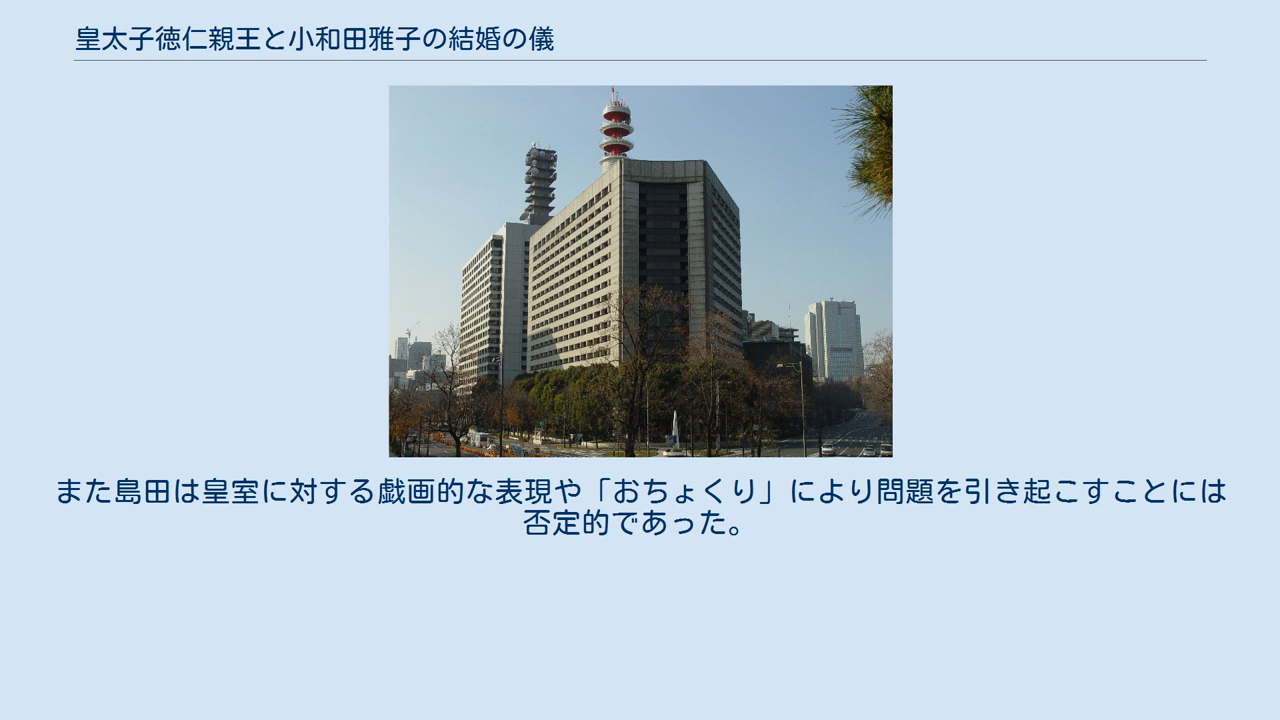 皇太子徳仁親王と小和田雅子の結婚の儀
また島田は皇室に対する戯画的な表現や「おちょくり」により問題を引き起こすことには
否定的であった。